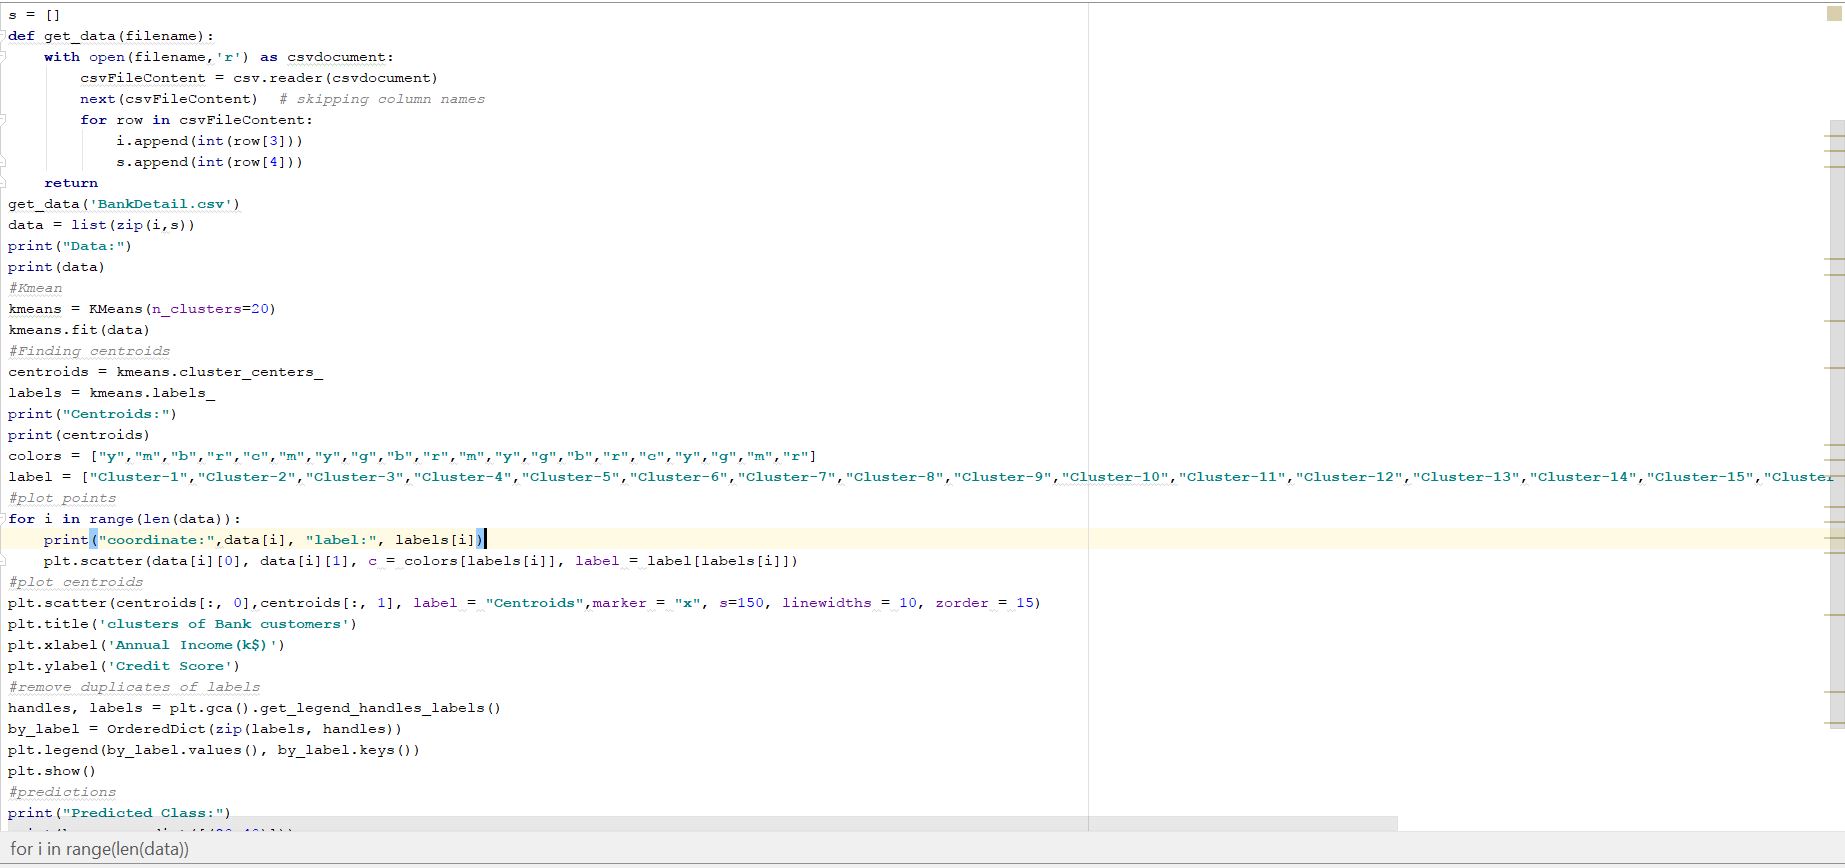 s = []
def get_data(filename):
    with open(filename,'r') as csvdocument:
        csvFileContent = csv.reader(csvdocument)
        next(csvFileContent)  # skipping column names
        for row in csvFileContent:
            i.append(int(row[3]))
            s.append(int(row[4]))
    return
get_data('BankDetail.csv')
data = list(zip(i,s))
print("Data:")
print(data)
#Kmean
kmeans = KMeans(n_clusters=20)
kmeans.fit(data)
#Finding centroids
centroids = kmeans.cluster_centers_
labels = kmeans.labels_
print("Centroids:")
print(centroids)
colors = ["y","m","b","r","c","m","y","g","b","r","m","y","g","b","r","c","y","g","m","r"]
label = ["Cluster-1","Cluster-2","Cluster-3","Cluster-4","Cluster-5","Cluster-6","Cluster-7","Cluster-8","Cluster-9","Cluster-10","Cluster-11","Cluster-12","Cluster-13","Cluster-14","Cluster-15","Cluster
#plot points
for i in range(len(data)):
    print("coordinate:",data[i], "label:", labels[i])
    plt.scatter(data[i][0], data[i][1], c = colors[labels[i]], label = label[labels[i]])
#plot centroids
plt.scatter(centroids[:, 0],centroids[:, 1], label = "Centroids",marker = "x", s=150, linewidths = 10, zorder = 15)
plt.title('clusters of Bank customers')
plt.xlabel('Annual Income(k$)')
plt.ylabel('Credit Score')
#remove duplicates of labels
handles, labels = plt.gca().get_legend_handles_labels()
by_label = OrderedDict(zip(labels, handles))
plt.legend(by_label.values(), by_label.keys())
plt.show()
#predictions
print("Predicted Class:")
for i in range(len(data))